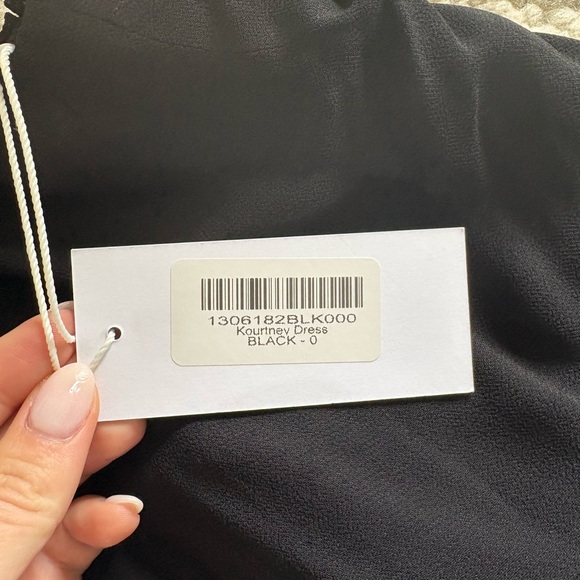 1306182BLK000
Kourtney Dress
BLACK - 0